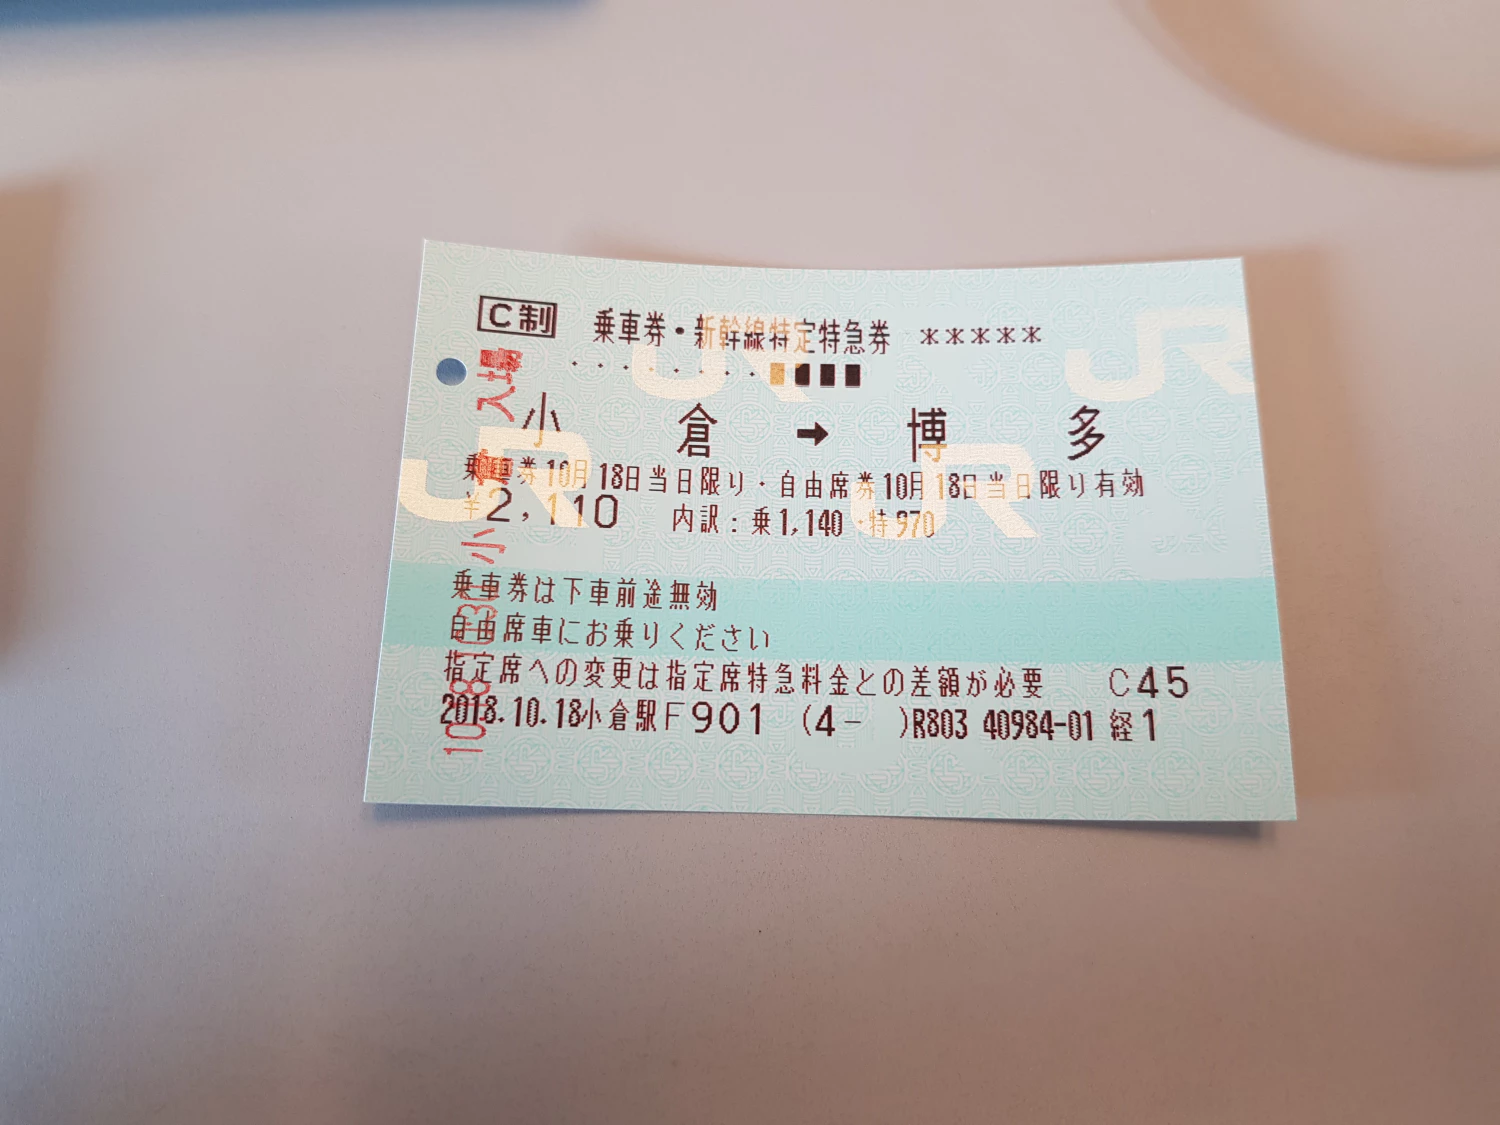 C制 乗車券・新幹線特定特急券 *****
小倉→博多
乗車券10月18日当日限り・自由席券10月18日当日限り有効
¥2,110 内訳:乗1,140・特970
乗車券は下車前途無効
自由席車にお乗りください
指定席への変更は指定席特急料金との差額が必要 C45
2018.10.18小倉駅F901 (4- )R803 40984-01 経1
入場
JR
JR
JR
JR